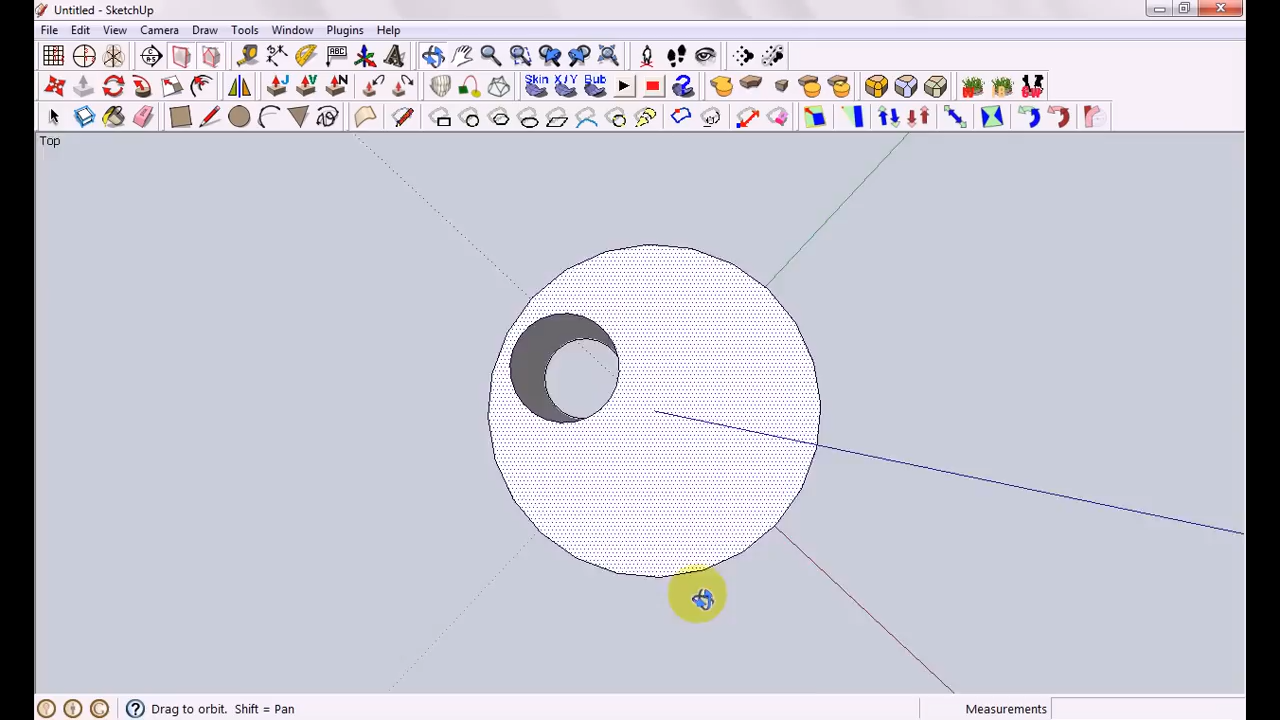 Untitled - SketchUp
File Edit View Camera Draw Tools Window Plugins Help
ABC
J V N
Skin X/Y Bub
Top
Drag to orbit. Shift = Pan Measurements